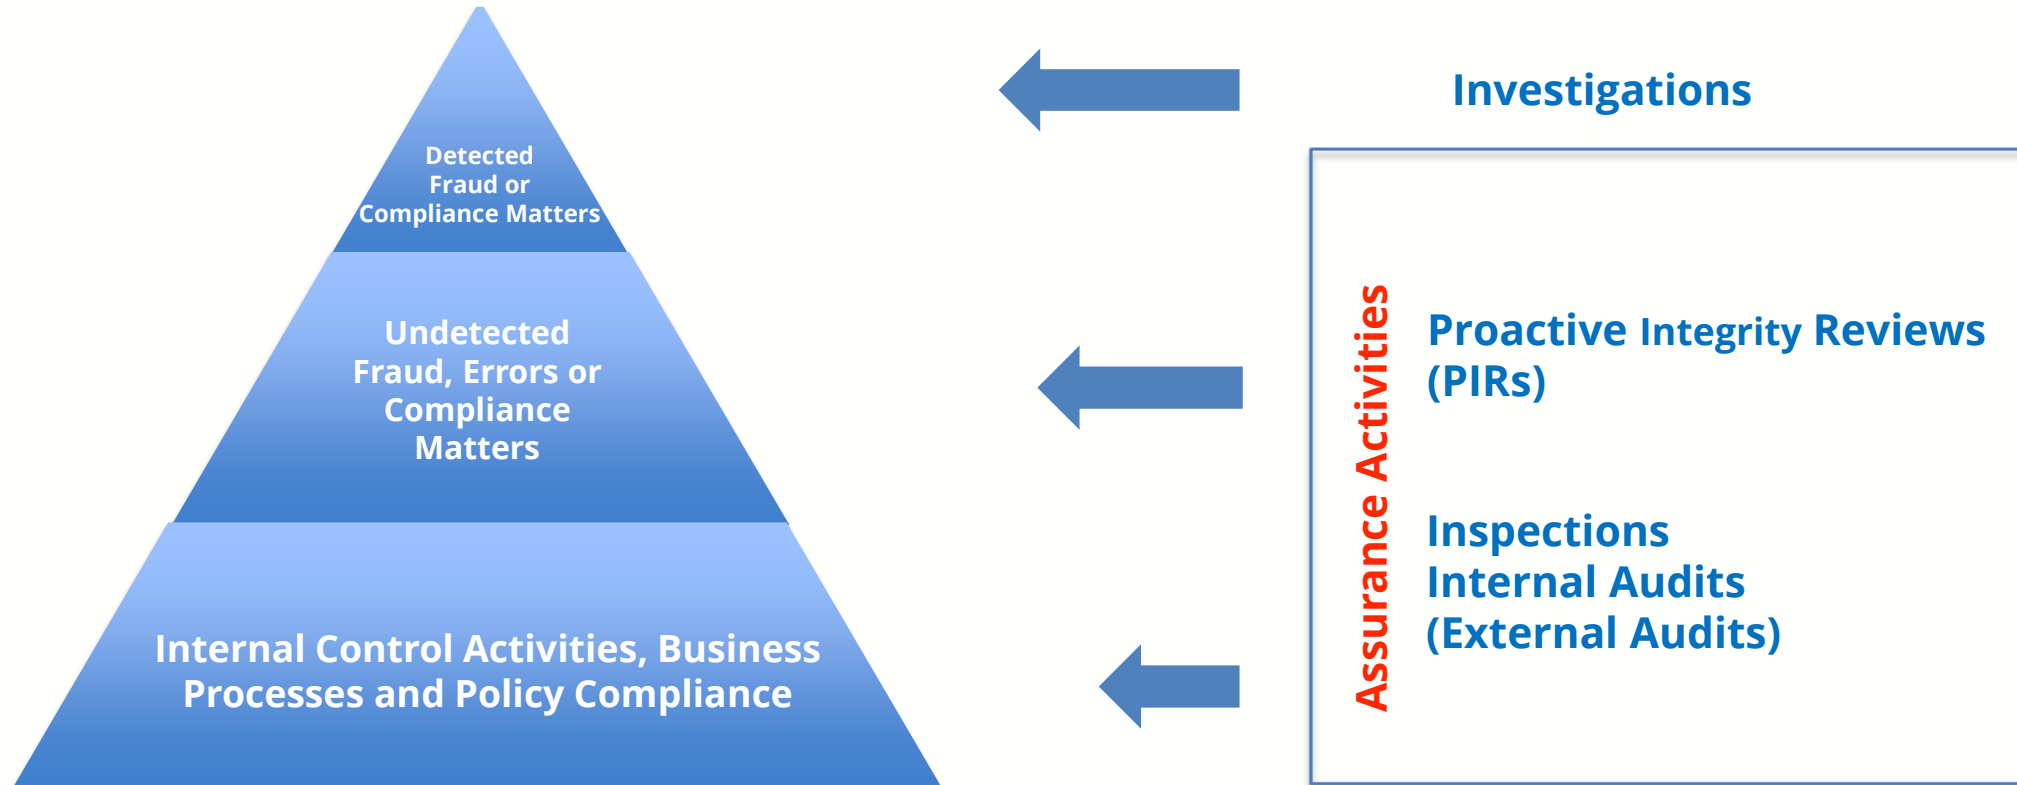 Detected
Fraud or
Compliance Matters
Undetected
Fraud, Errors or
Compliance
Matters
Internal Control Activities, Business
Processes and Policy Compliance
Investigations
Assurance Activities
Proactive Integrity Reviews
(PIRs)
Inspections
Internal Audits
(External Audits)